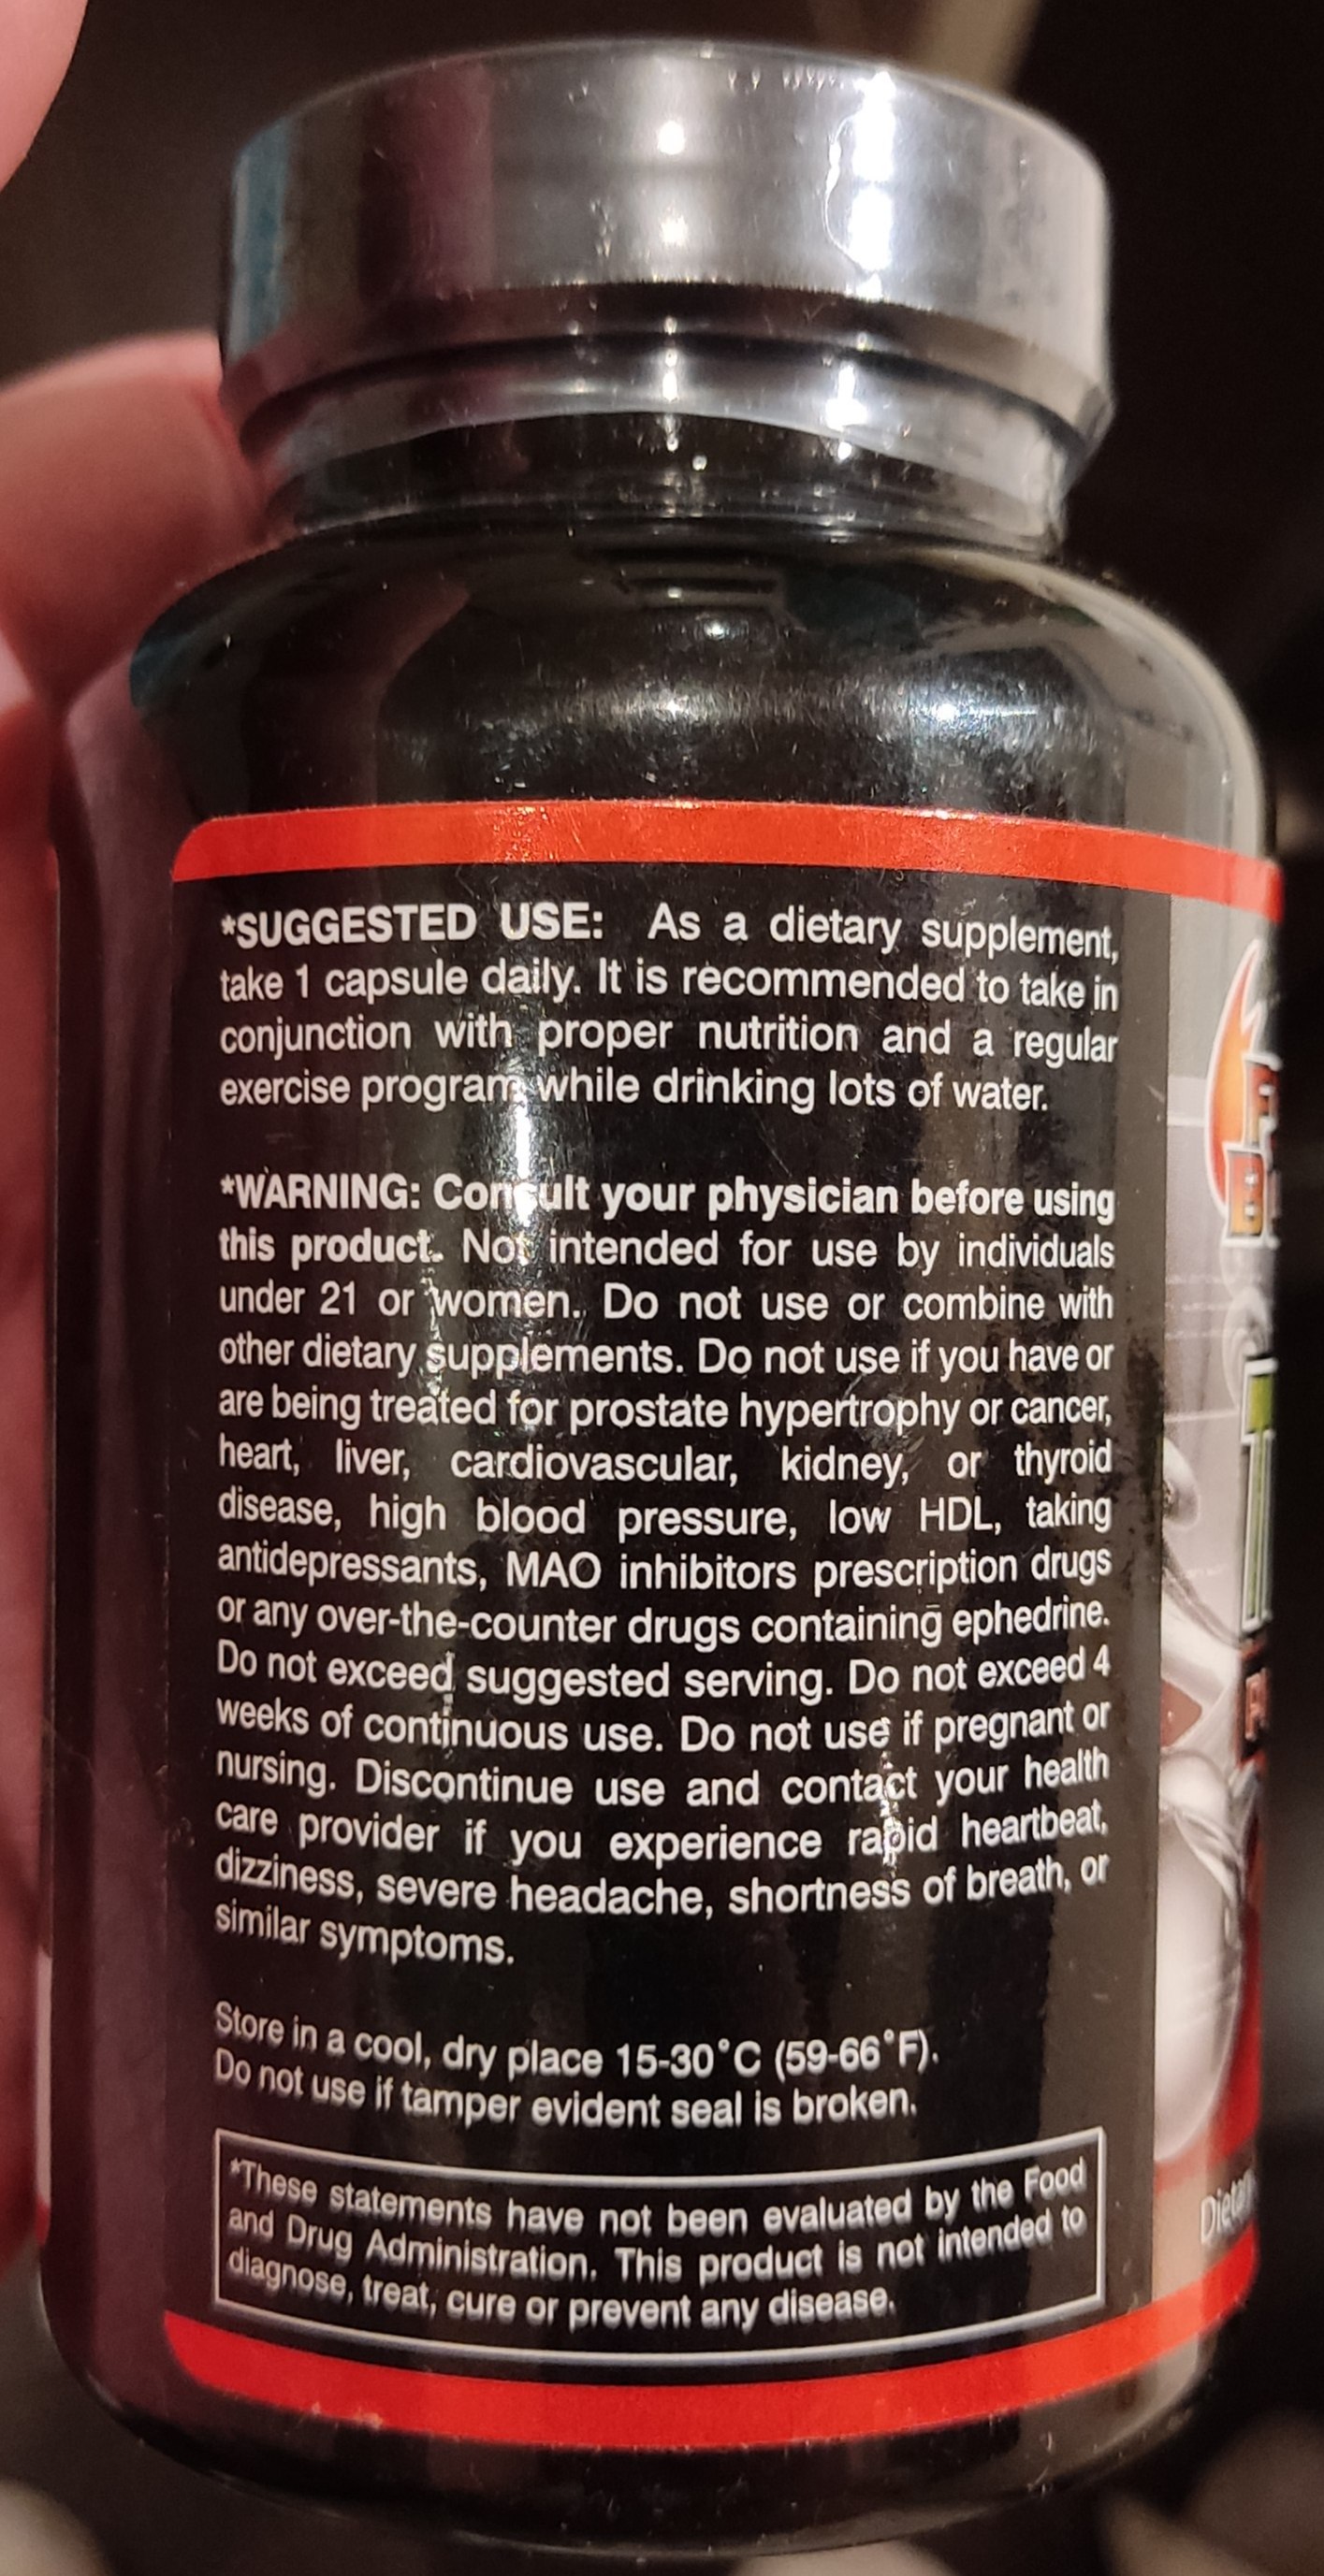 *SUGGESTED USE: As a dietary supplement,
take 1 capsule daily. It is recommended to take in
conjunction with proper nutrition and a regular
exercise program while drinking lots of water.
*WARNING: Consult your physician before using
this product. Not intended for use by individuals
under 21 or women. Do not use or combine with
other dietary supplements. Do not use if you have or
are being treated for prostate hypertrophy or cancer,
heart, liver, cardiovascular, kidney, or thyroid
disease, high blood pressure, low HDL, taking
antidepressants, MAO inhibitors prescription drugs
or any over-the-counter drugs containing ephedrine.
Do not exceed suggested serving. Do not exceed 4
weeks of continuous use. Do not use if pregnant or
nursing. Discontinue use and contact your health
care provider if you experience rapid heartbeat,
dizziness, severe headache, shortness of breath, or
similar symptoms.
Store in a cool, dry place 15-30°C (59-66°F).
Do not use if tamper evident seal is broken.
*These statements have not been evaluated by the Food
and Drug Administration. This product is not intended to
diagnose, treat, cure or prevent any disease.